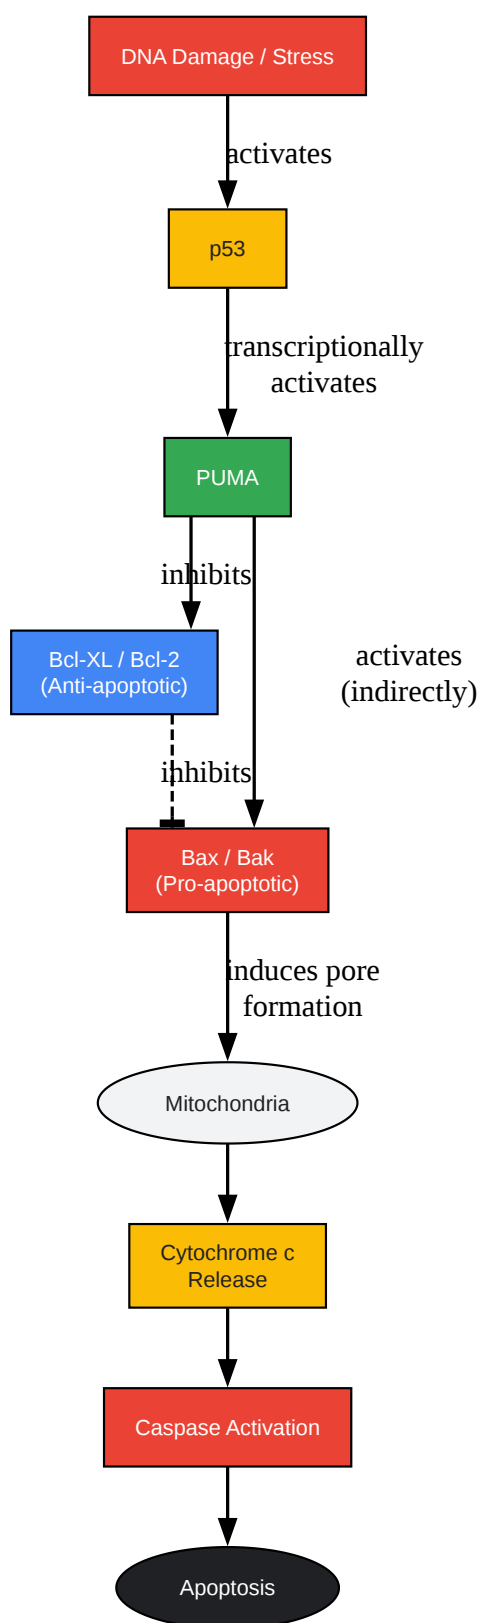 DNA Damage / Stress
activates
p53
transcriptionally
activates
PUMA
inhibits
Bcl-XL / Bcl-2
(Anti-apoptotic)
activates
(indirectly)
inhibits
Bax / Bak
(Pro-apoptotic)
induces pore
formation
Mitochondria
Cytochrome c
Release
Caspase Activation
Apoptosis